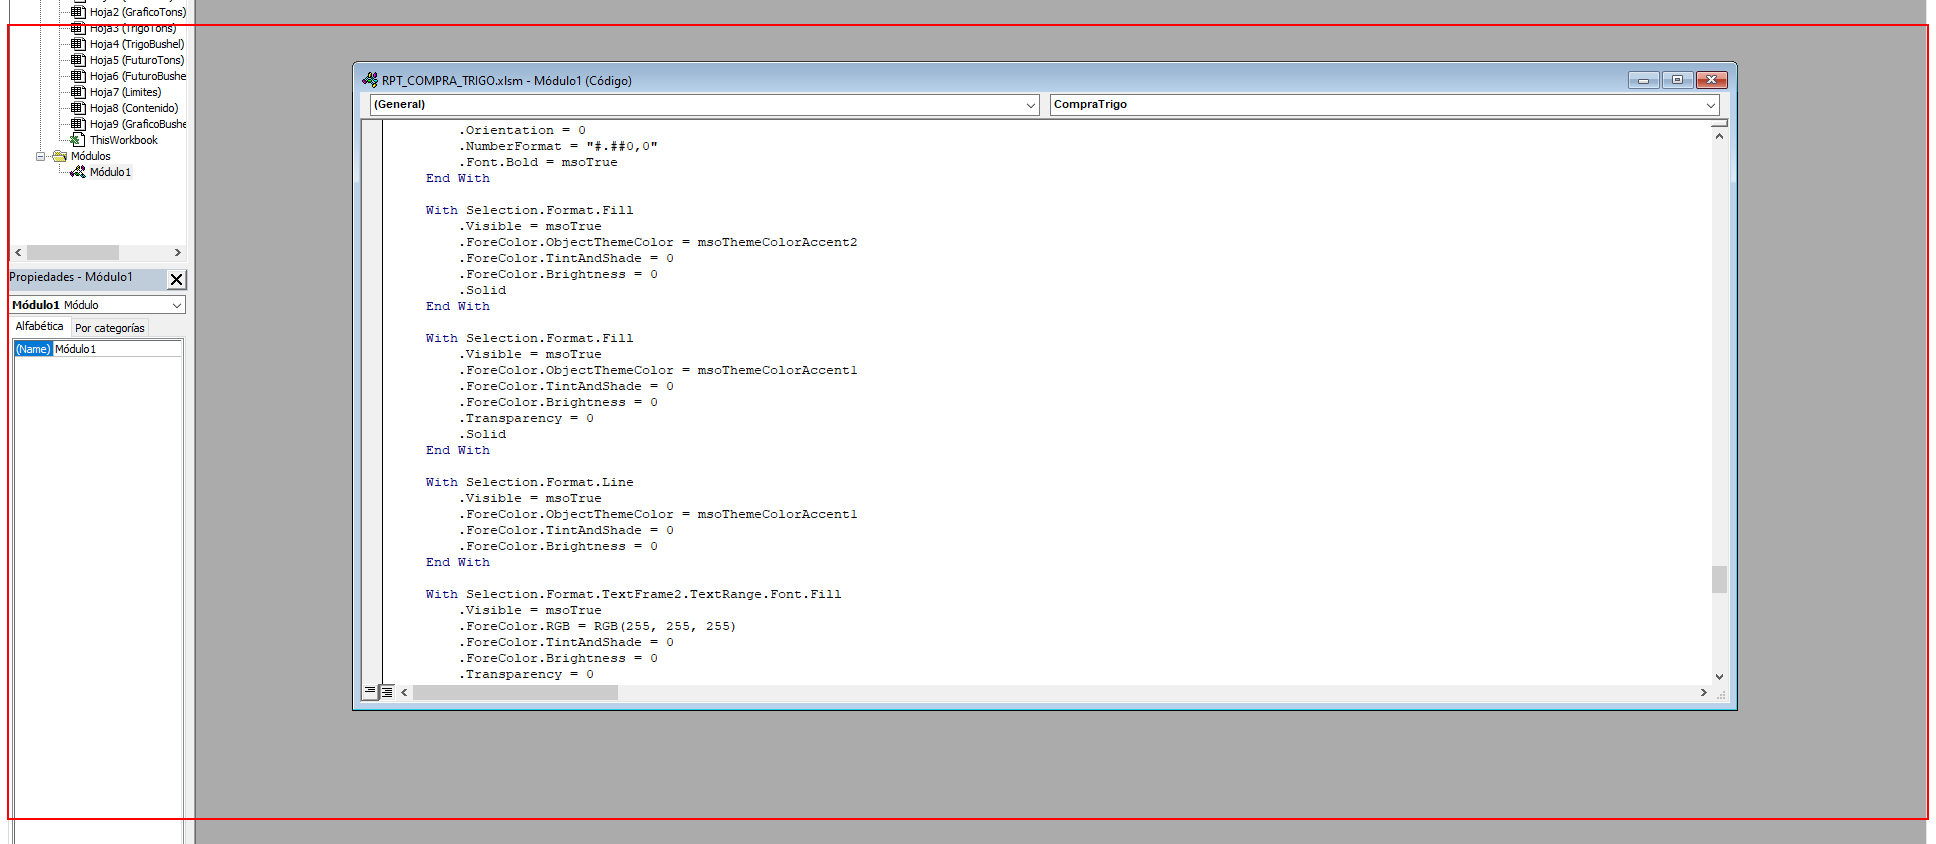 Hoja2 (GraficoTons)
Hoja3 (TrigoTons)
Hoja4 (TrigoBushel)
Hoja5 (FuturoTons)
Hoja6 (FuturoBushe
Hoja7 (Limites)
Hoja8 (Contenido)
Hoja9 (GraficoBushe
ThisWorkbook
Módulos
Módulo1
Propiedades - Módulo1
Módulo1 Módulo
Alfabética Por categorías
(Name) Módulo1
RPT_COMPRA_TRIGO.xlsm - Módulo1 (Código)
(General) CompraTrigo
.Orientation = 0
.NumberFormat = "#.##0,0"
.Font.Bold = msoTrue
End With
With Selection.Format.Fill
.Visible = msoTrue
.ForeColor.ObjectThemeColor = msoThemeColorAccent2
.ForeColor.TintAndShade = 0
.ForeColor.Brightness = 0
.Solid
End With
With Selection.Format.Fill
.Visible = msoTrue
.ForeColor.ObjectThemeColor = msoThemeColorAccent1
.ForeColor.TintAndShade = 0
.ForeColor.Brightness = 0
.Transparency = 0
.Solid
End With
With Selection.Format.Line
.Visible = msoTrue
.ForeColor.ObjectThemeColor = msoThemeColorAccent1
.ForeColor.TintAndShade = 0
.ForeColor.Brightness = 0
End With
With Selection.Format.TextFrame2.TextRange.Font.Fill
.Visible = msoTrue
.ForeColor.RGB = RGB(255, 255, 255)
.ForeColor.TintAndShade = 0
.ForeColor.Brightness = 0
.Transparency = 0